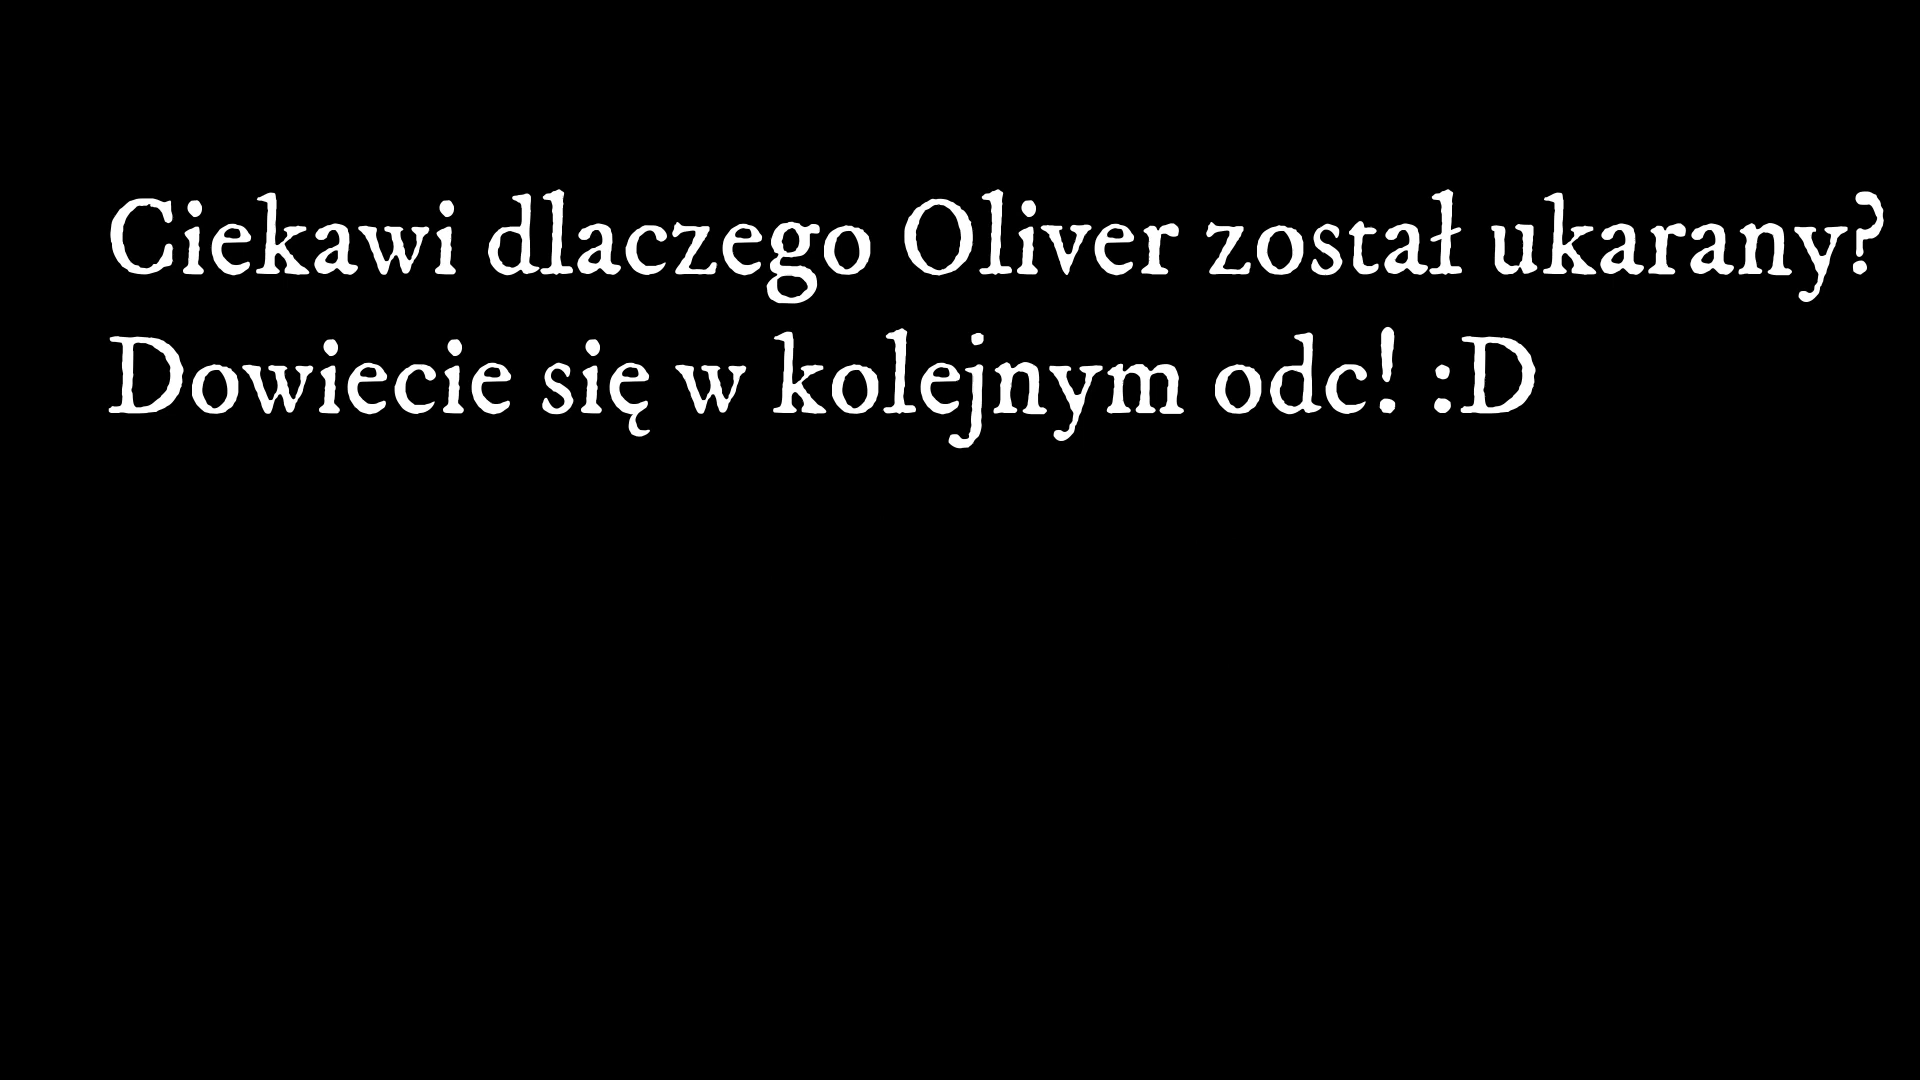 Ciekawi dlaczego Oliver został ukarany?
Dowiecie się w kolejnym odc! :D